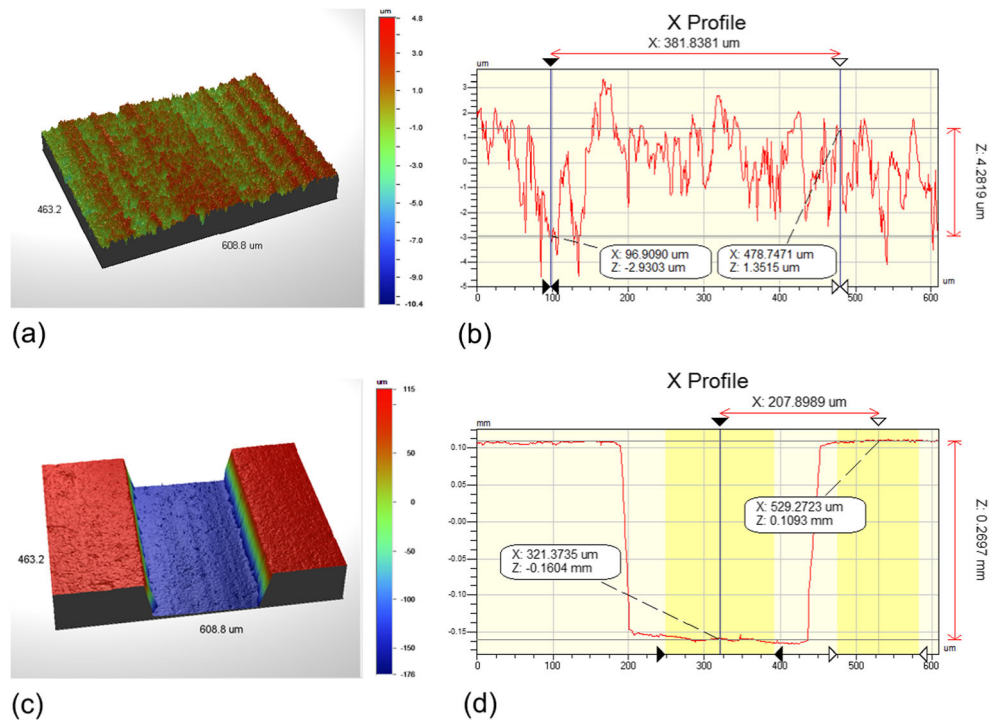 um
4.8
3.0
1.0
-1.0
-3.0
-5.0
-7.0
-9.0
-10.4
463.2
608.8 um
(a)
X Profile
X: 381.8381 um
um
3
2
1
0
-1
-2
-3
-4
-5
X: 96.9090 um
Z: -2.9303 um
X: 478.7471 um
Z: 1.3515 um
Z: 4.2819 um
um
0 100 200 300 400 500 600
(b)
um
115
50
0
-50
-100
-176
463.2
608.8 um
(c)
X Profile
X: 207.8989 um
mm
0.10
0.05
-0.00
-0.05
-0.10
-0.15
X: 529.2723 um
Z: 0.1093 mm
X: 321.3735 um
Z: -0.1604 mm
Z: 0.2697 mm
um
0 100 200 300 400 500 600
(d)